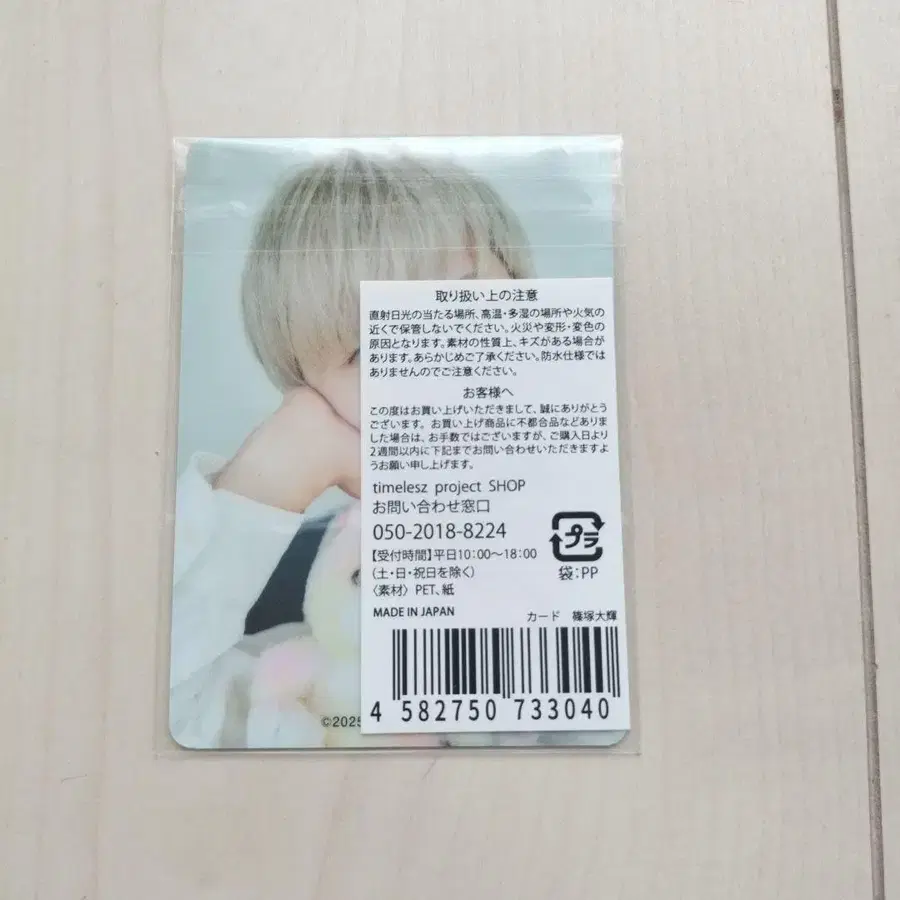 取り扱い上の注意
直射日光の当たる場所、高温・多湿の場所や火気の
近くで保管しないでください。火災や変形・変色の
原因となります。素材の性質上、キズがある場合が
あります。あらかじめご了承ください。防水仕様では
ありませんのでご注意ください。
お客様へ
この度はお買い上げいただきまして、誠にありがとう
ございます。お買い上げ商品に不都合品などありま
した場合は、お手数ではございますが、ご購入日より
2週間以内に下記までお問い合わせいただきますよ
うお願い申し上げます。
timelesz project SHOP
お問い合わせ窓口
050-2018-8224
【受付時間】平日10:00〜18:00
(土・日・祝日を除く)
〈素材〉PET、紙
プラ
袋:PP
MADE IN JAPAN
カード 篠塚大輝
4 582750 733040
©2025